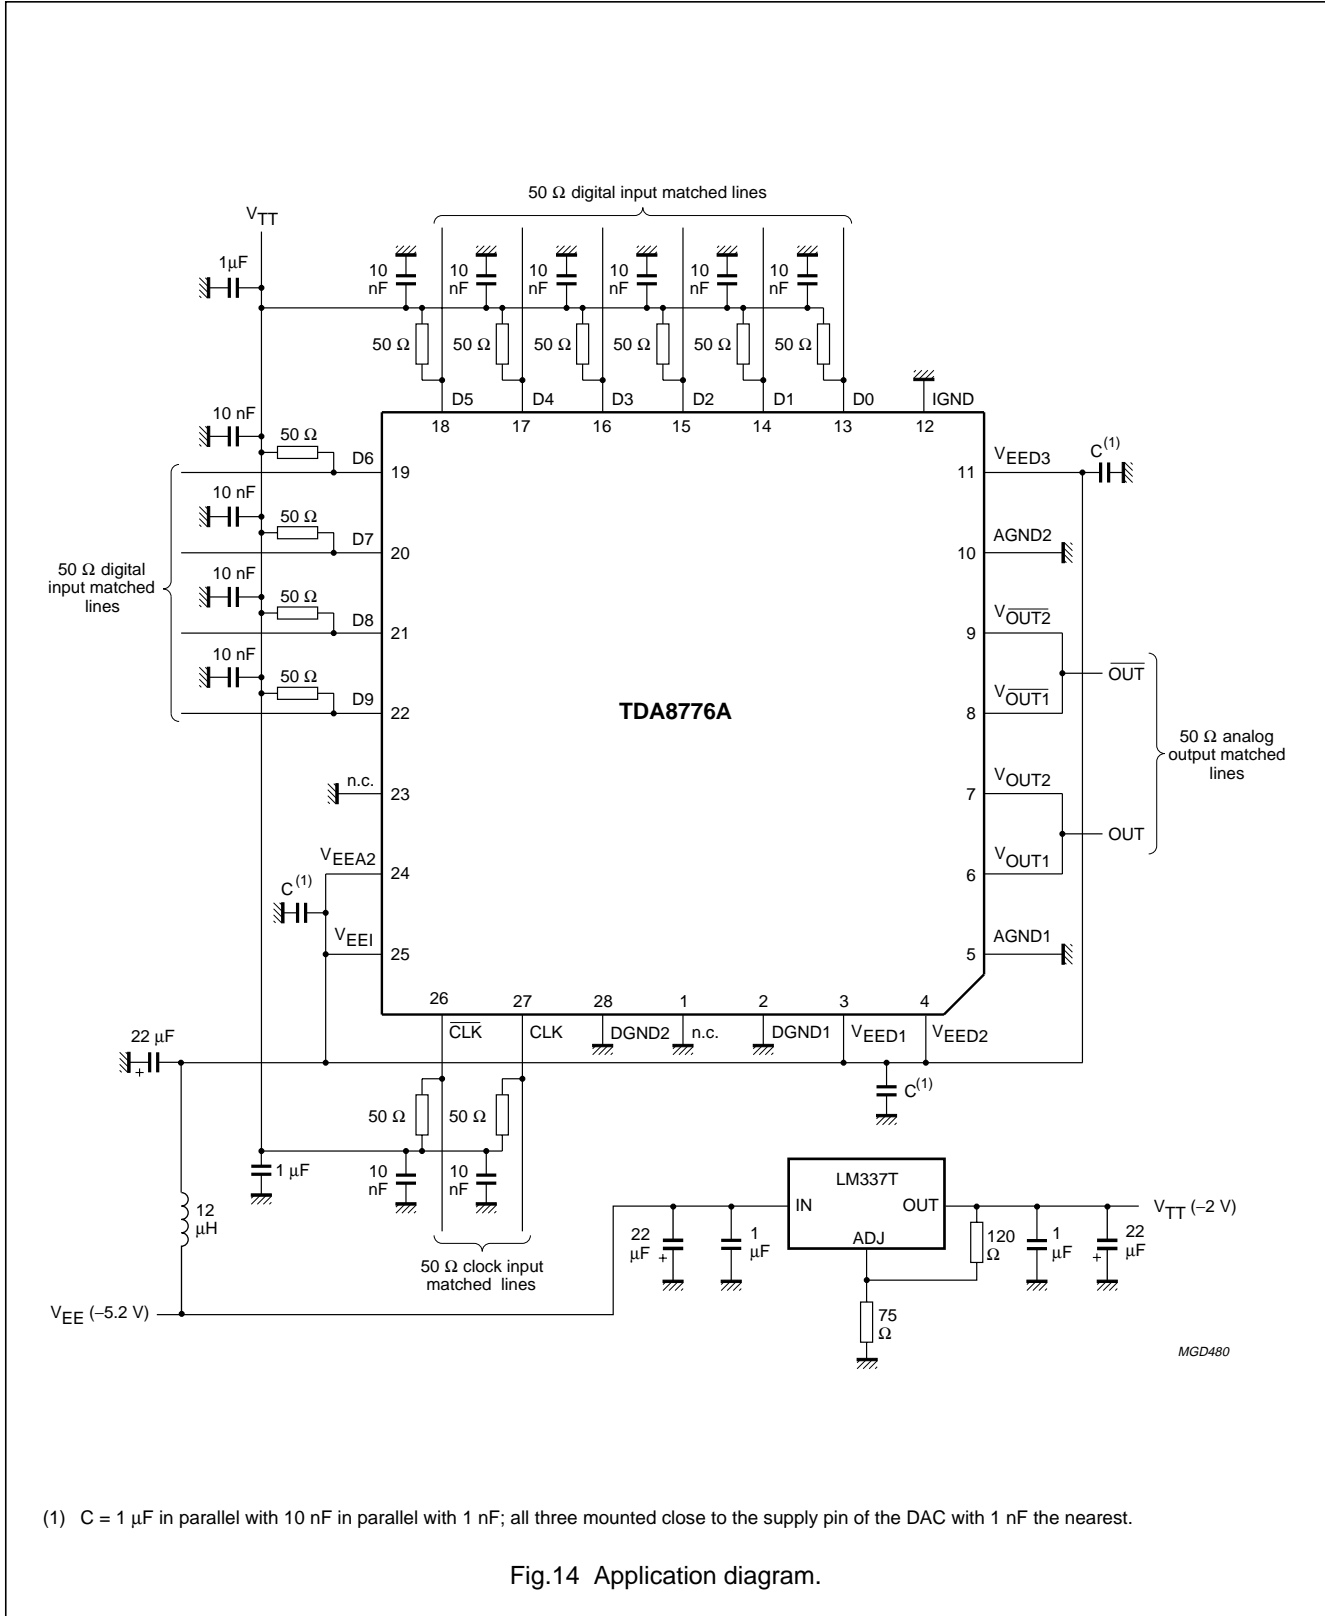 50 Ω digital input matched lines
VTT
1µF
10 nF
10 nF
10 nF
10 nF
10 nF
10 nF
50 Ω
50 Ω
50 Ω
50 Ω
50 Ω
50 Ω
D5
D4
D3
D2
D1
D0
IGND
18
17
16
15
14
13
12
10 nF
50 Ω
D6
19
10 nF
50 Ω
D7
20
10 nF
50 Ω
D8
21
10 nF
50 Ω
D9
22
50 Ω digital
input matched
lines
n.c.
23
VEEA2
24
C(1)
VEEI
25
TDA8776A
VEED3
11
C(1)
AGND2
10
VOUT2
9
VOUT1
8
OUT
VOUT2
7
VOUT1
6
OUT
50 Ω analog
output matched
lines
AGND1
5
26
27
28
1
2
3
4
CLK
CLK
DGND2
n.c.
DGND1
VEED1
VEED2
22 µF
+
C(1)
50 Ω
50 Ω
1 µF
10 nF
10 nF
12 µH
50 Ω clock input
matched lines
VEE (−5.2 V)
22 µF
+
1 µF
LM337T
IN
OUT
ADJ
120 Ω
75 Ω
1 µF
22 µF
+
VTT (−2 V)
MGD480
(1) C = 1 µF in parallel with 10 nF in parallel with 1 nF; all three mounted close to the supply pin of the DAC with 1 nF the nearest.
Fig.14 Application diagram.